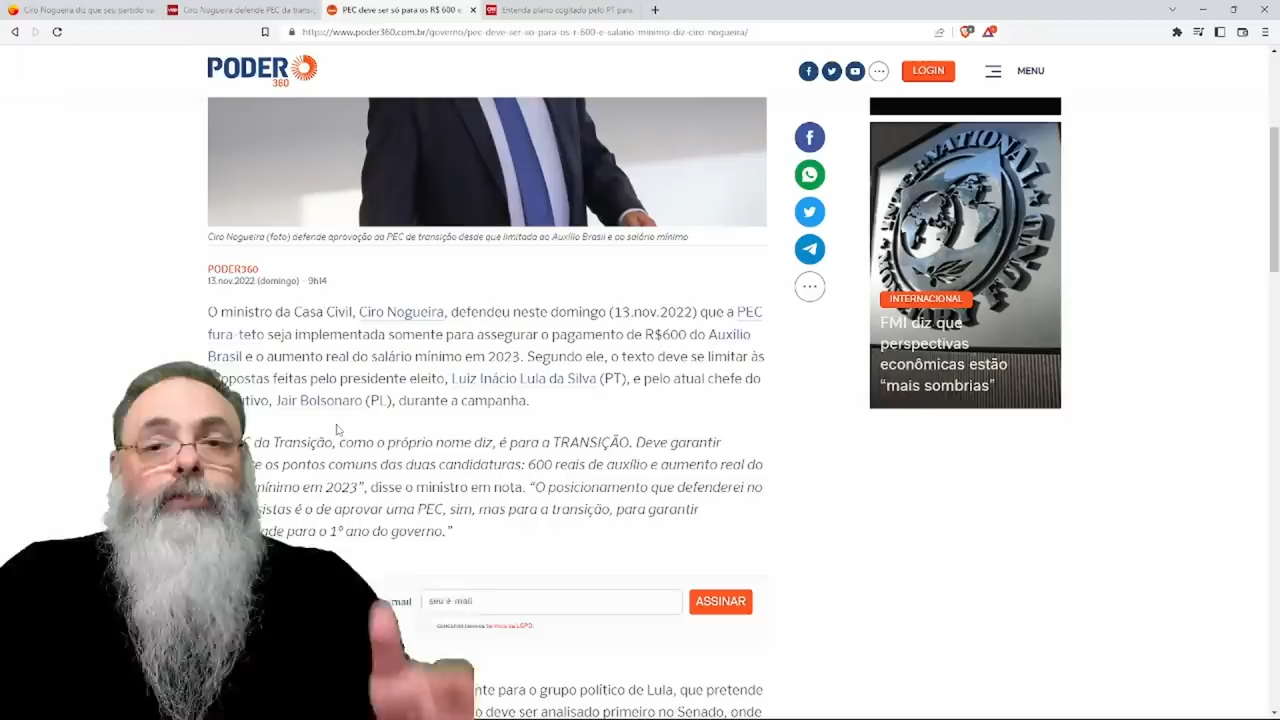 Ciro Nogueira diz que seu partido va
Ciro Nogueira defende PEC da transiç
PEC deve ser só para os R$ 600 e
Entenda plano cogitado pelo PT para
https://www.poder360.com.br/governo/pec-deve-ser-so-para-os-r-600-e-salario-minimo-diz-ciro-nogueira/
PODER
360
LOGIN
MENU
Ciro Nogueira (foto) defende aprovação ao PEC de transição desde que limitada ao Auxílio Brasil e ao salário mínimo
PODER360
13.nov.2022 (domingo) - 9h14
O ministro da Casa Civil, Ciro Nogueira, defendeu neste domingo (13.nov.2022) que a PEC
fura-teto seja implementada somente para assegurar o pagamento de R$600 do Auxílio
Brasil e o aumento real do salário mínimo em 2023. Segundo ele, o texto deve se limitar às
opostas feitas pelo presidente eleito, Luiz Inácio Lula da Silva (PT), e pelo atual chefe do
utivo, Jair Bolsonaro (PL), durante a campanha.
C da Transição, como o próprio nome diz, é para a TRANSIÇÃO. Deve garantir
e os pontos comuns das duas candidaturas: 600 reais de auxílio e aumento real do
mínimo em 2023”, disse o ministro em nota. “O posicionamento que defenderei no
istas é o de aprovar uma PEC, sim, mas para a transição, para garantir
ade para o 1º ano do governo.”
mail
seu e-mail
ASSINAR
termos da LGPD.
nte para o grupo político de Lula, que pretende
o deve ser analisado primeiro no Senado, onde
INTERNATIONAL
FUND
INTERNACIONAL
FMI diz que
perspectivas
econômicas estão
“mais sombrias”